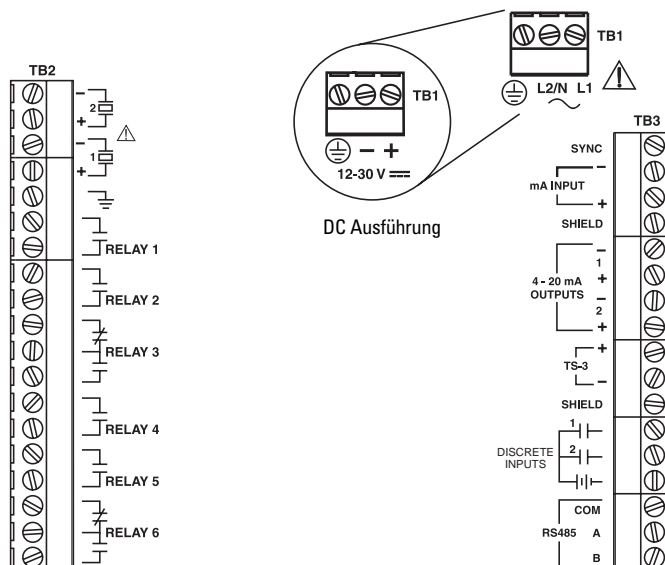 TB1
L2/N L1
TB1
− +
12-30 V
DC Ausführung
TB2
−
2
+
−
1
+
RELAY 1
RELAY 2
RELAY 3
RELAY 4
RELAY 5
RELAY 6
TB3
SYNC
−
mA INPUT
+
SHIELD
−
1
+
4 - 20 mA
OUTPUTS
−
2
+
+
TS-3
−
SHIELD
1
DISCRETE
2
INPUTS
COM
RS485 A
B